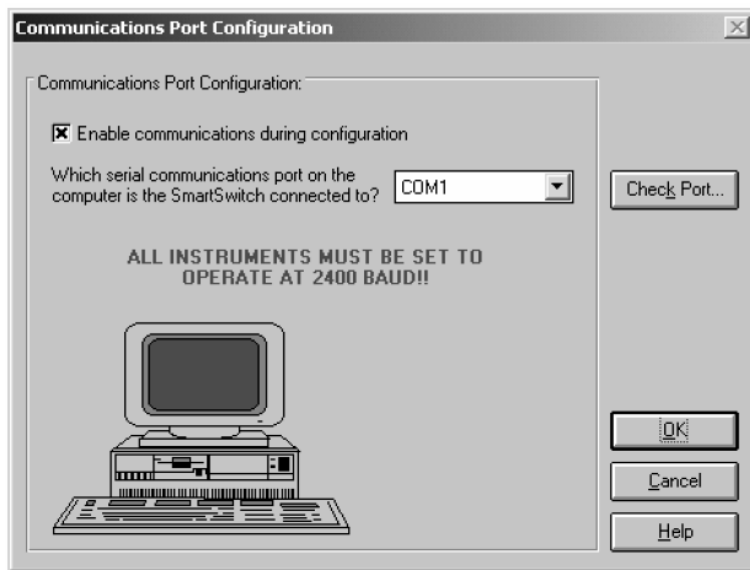 Communications Port Configuration
Communications Port Configuration:
Enable communications during configuration
Which serial communications port on the
computer is the SmartSwitch connected to?
COM1
Check Port...
ALL INSTRUMENTS MUST BE SET TO
OPERATE AT 2400 BAUD!!
OK
Cancel
Help